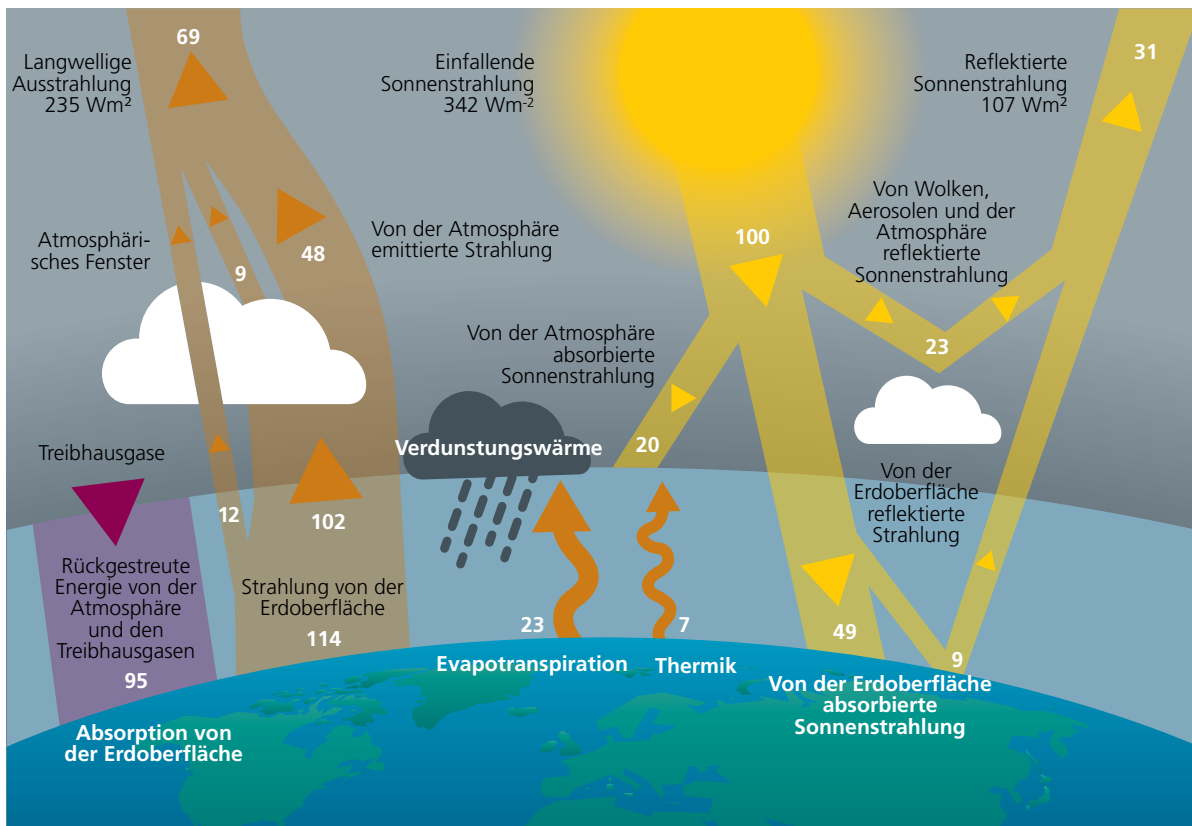 69
Langwellige
Ausstrahlung
235 Wm²
Einfallende
Sonnenstrahlung
342 Wm-2
Reflektierte
Sonnenstrahlung
107 Wm²
31
Atmosphäri-
sches Fenster
9
48
Von der Atmosphäre
emittierte Strahlung
100
Von Wolken,
Aerosolen und der
Atmosphäre
reflektierte
Sonnenstrahlung
23
Von der Atmosphäre
absorbierte
Sonnenstrahlung
20
Treibhausgase
Verdunstungswärme
12
102
Von der
Erdoberfläche
reflektierte
Strahlung
Rückgestreute
Energie von der
Atmosphäre
und den
Treibhausgasen
95
Strahlung von der
Erdoberfläche
114
23
7
49
9
Evapotranspiration
Thermik
Von der Erdoberfläche
absorbierte
Sonnenstrahlung
Absorption von
der Erdoberfläche